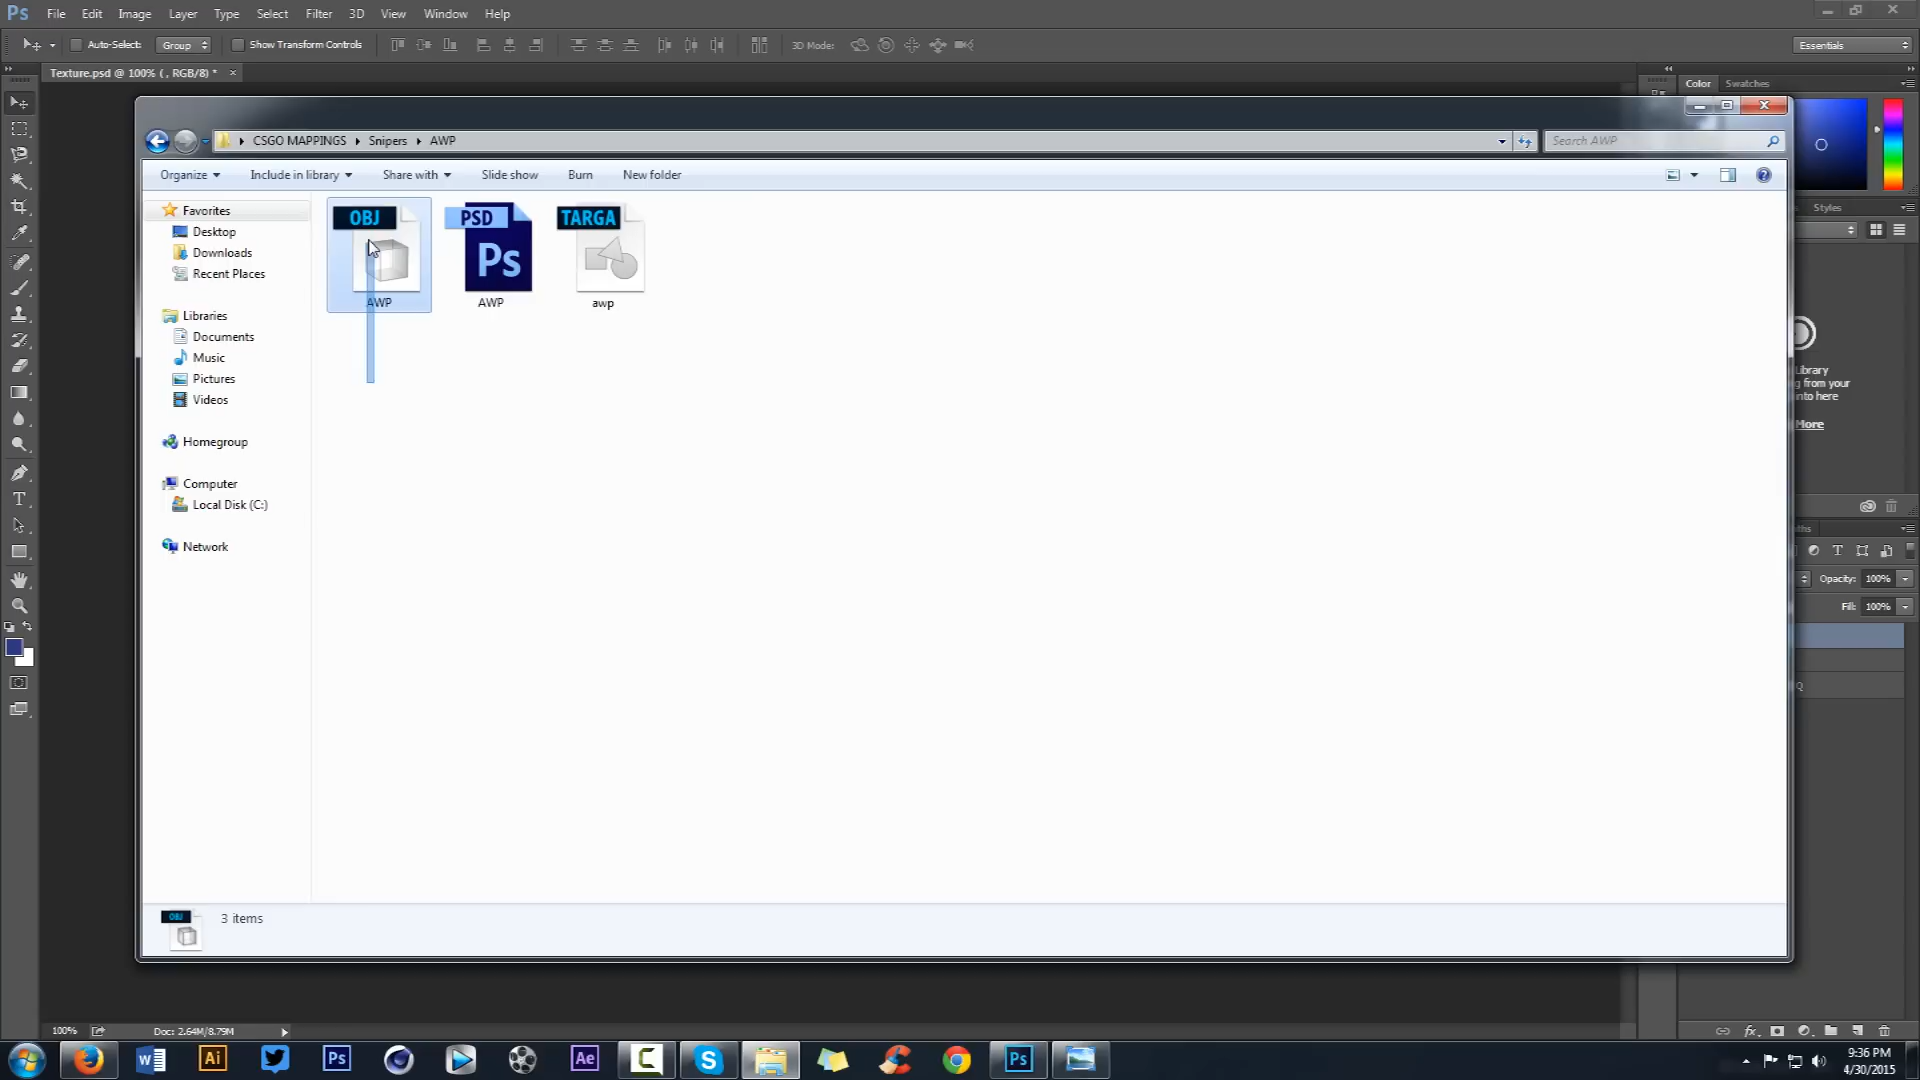 Ps File Edit Image Layer Type Select Filter 3D View Window Help
Auto-Select: Group Show Transform Controls 3D Mode: Essentials
Texture.psd @ 100% ( , RGB/8) * ×
Color Swatches
CSGO MAPPINGS Snipers AWP Search AWP
Organize Include in library Share with Slide show Burn New folder
Styles
Favorites
Desktop
Downloads
Recent Places
Libraries
Documents
Music
Pictures
Videos
Homegroup
Computer
Local Disk (C:)
Network
OBJ
AWP
PSD
Ps
AWP
TARGA
awp
Library
from your
into here
More
Opacity: 100%
Fill: 100%
OBJ
3 items
100% Doc: 2.64M/8.79M
W Ai Ps Ae C S Ps
9:36 PM
4/30/2015